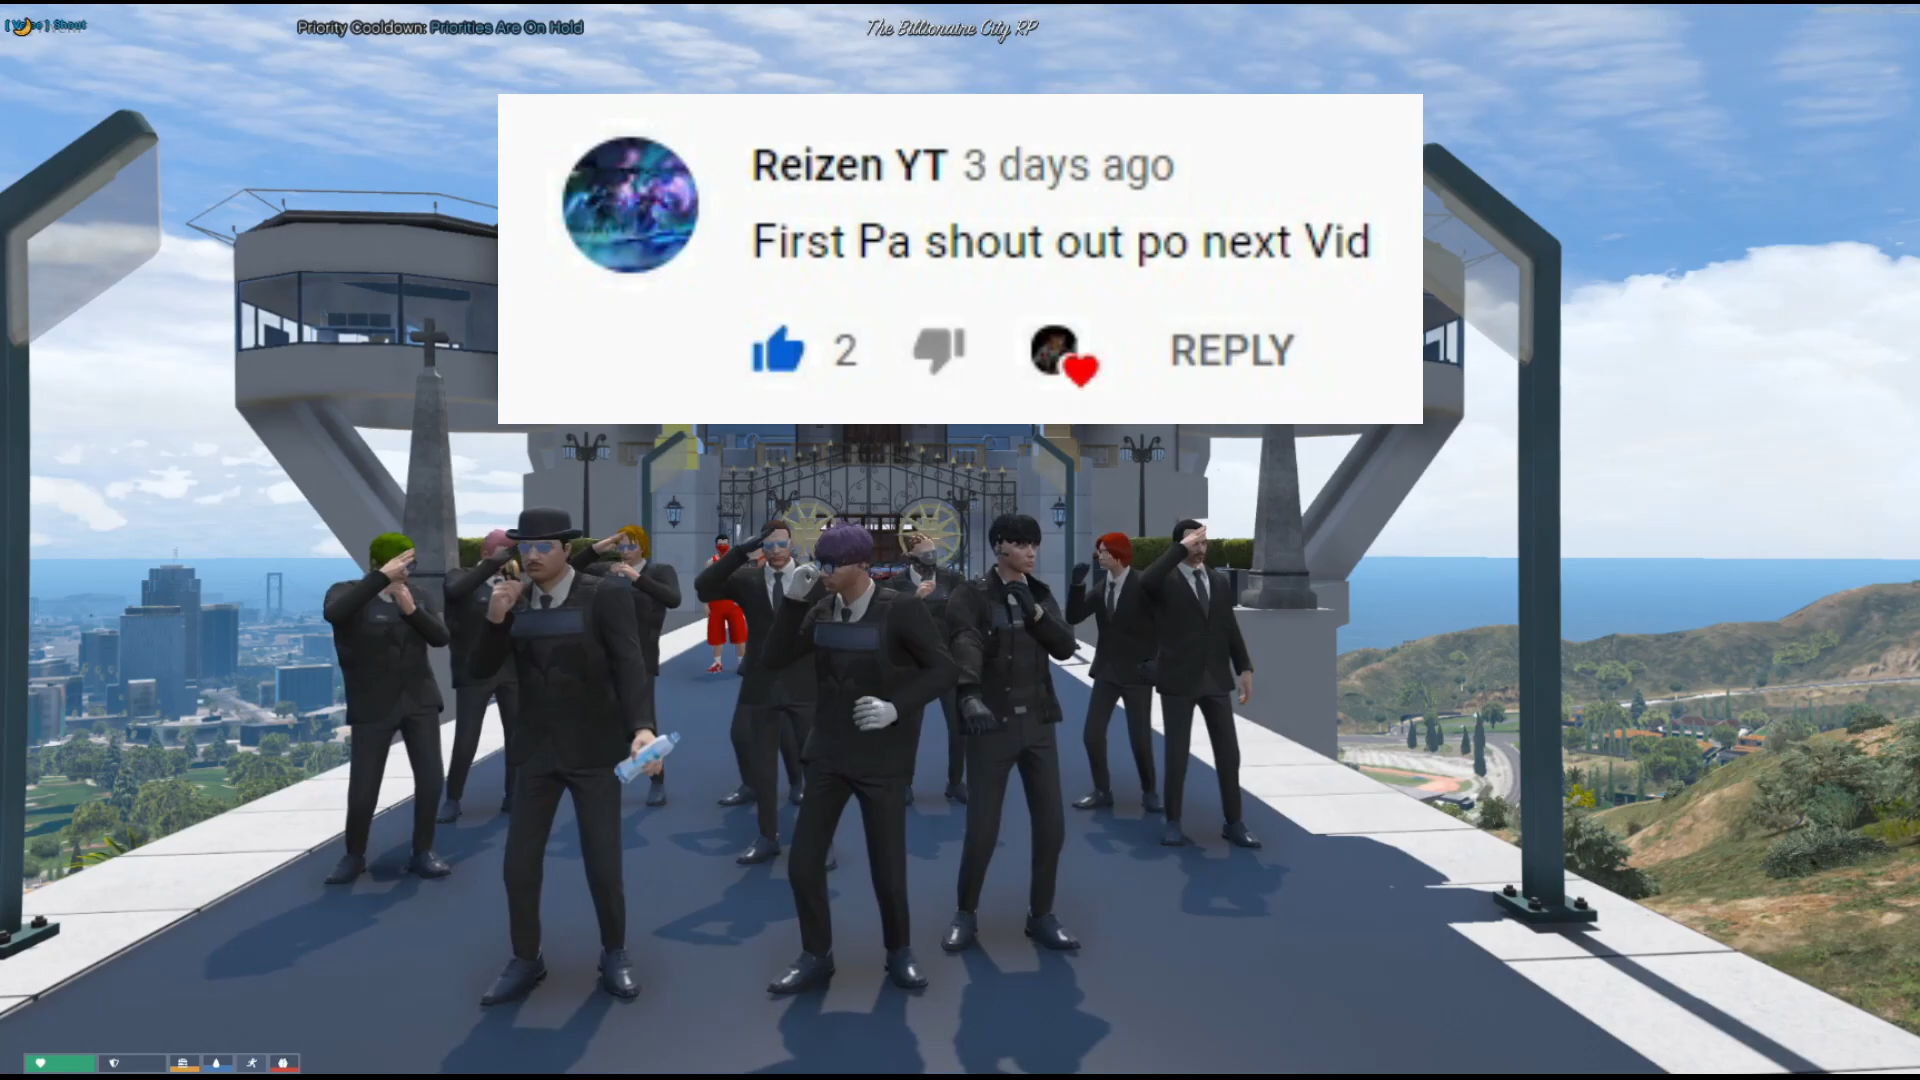 Priority Cooldown: Priorities Are On Hold
The Billionaire City RP
Reizen YT 3 days ago
First Pa shout out po next Vid
2
REPLY